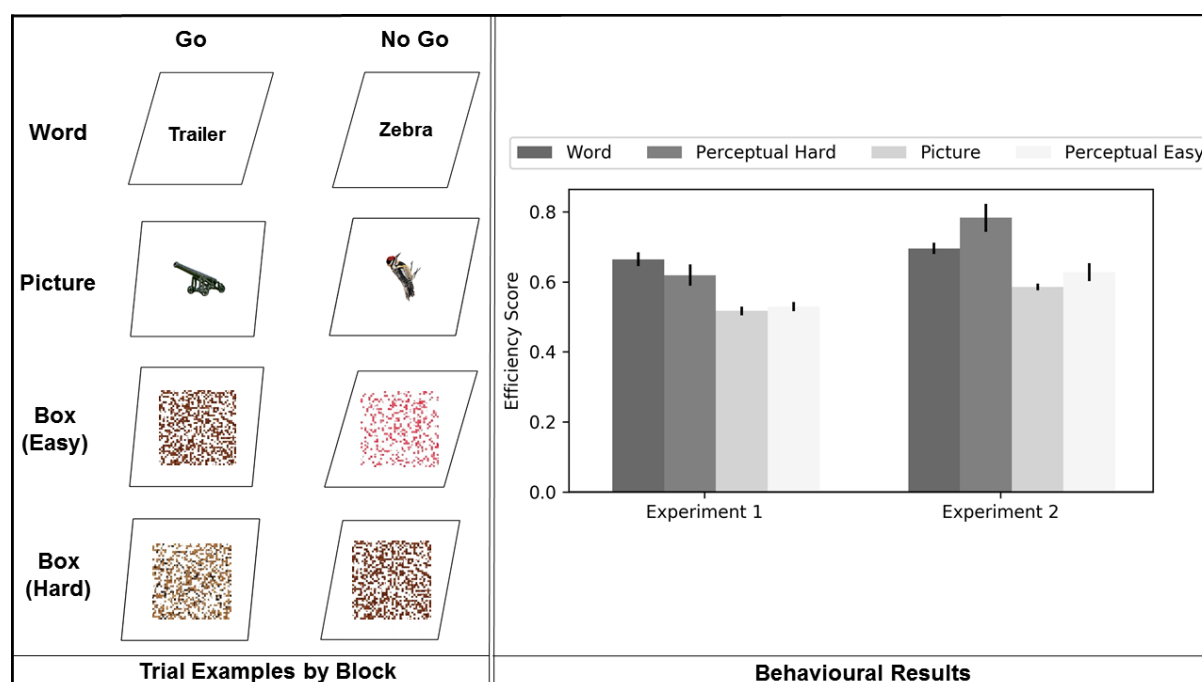 Go No Go
Word
Trailer
Zebra
Picture
Box
(Easy)
Box
(Hard)
Trial Examples by Block
Word Perceptual Hard Picture Perceptual Easy
Efficiency Score
0.8
0.6
0.4
0.2
0.0
Experiment 1 Experiment 2
Behavioural Results